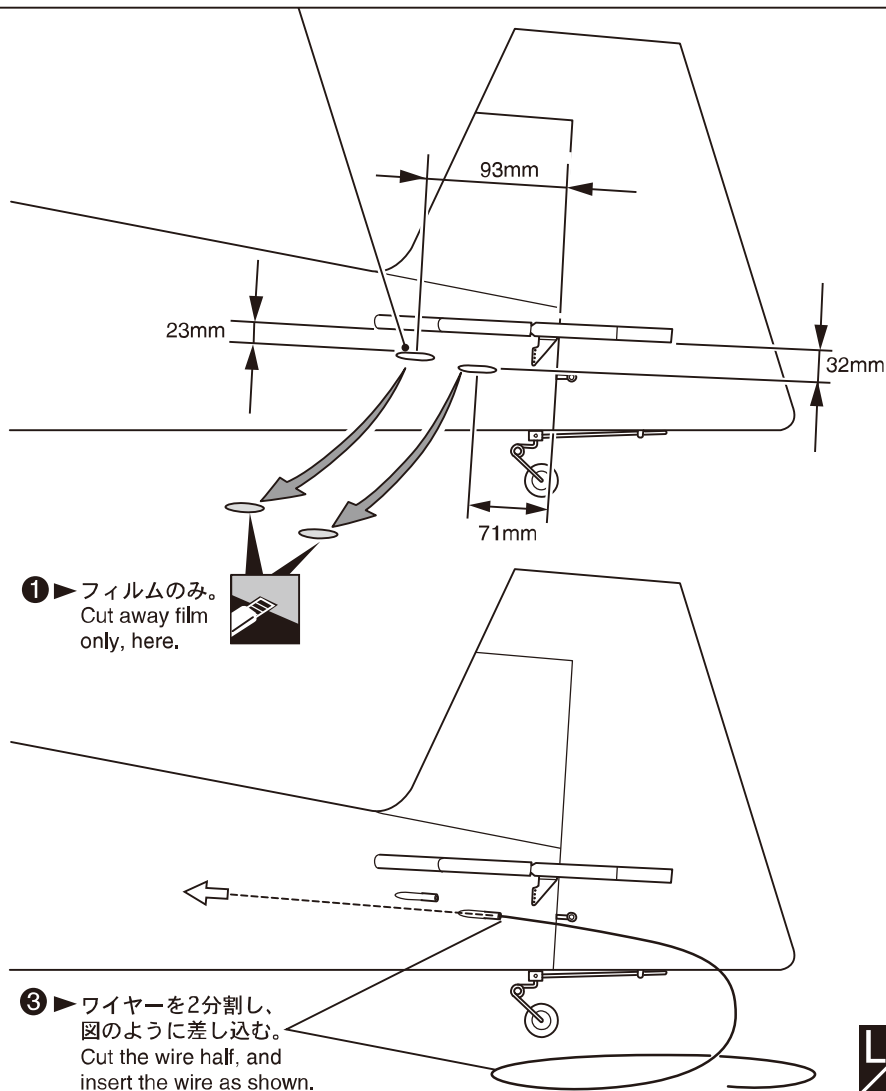 93mm
23mm
32mm
71mm
❶ ▶ フィルムのみ。
Cut away film
only, here.
❸ ▶ ワイヤーを2分割し、
図のように差し込む。
Cut the wire half, and
insert the wire as shown.
L